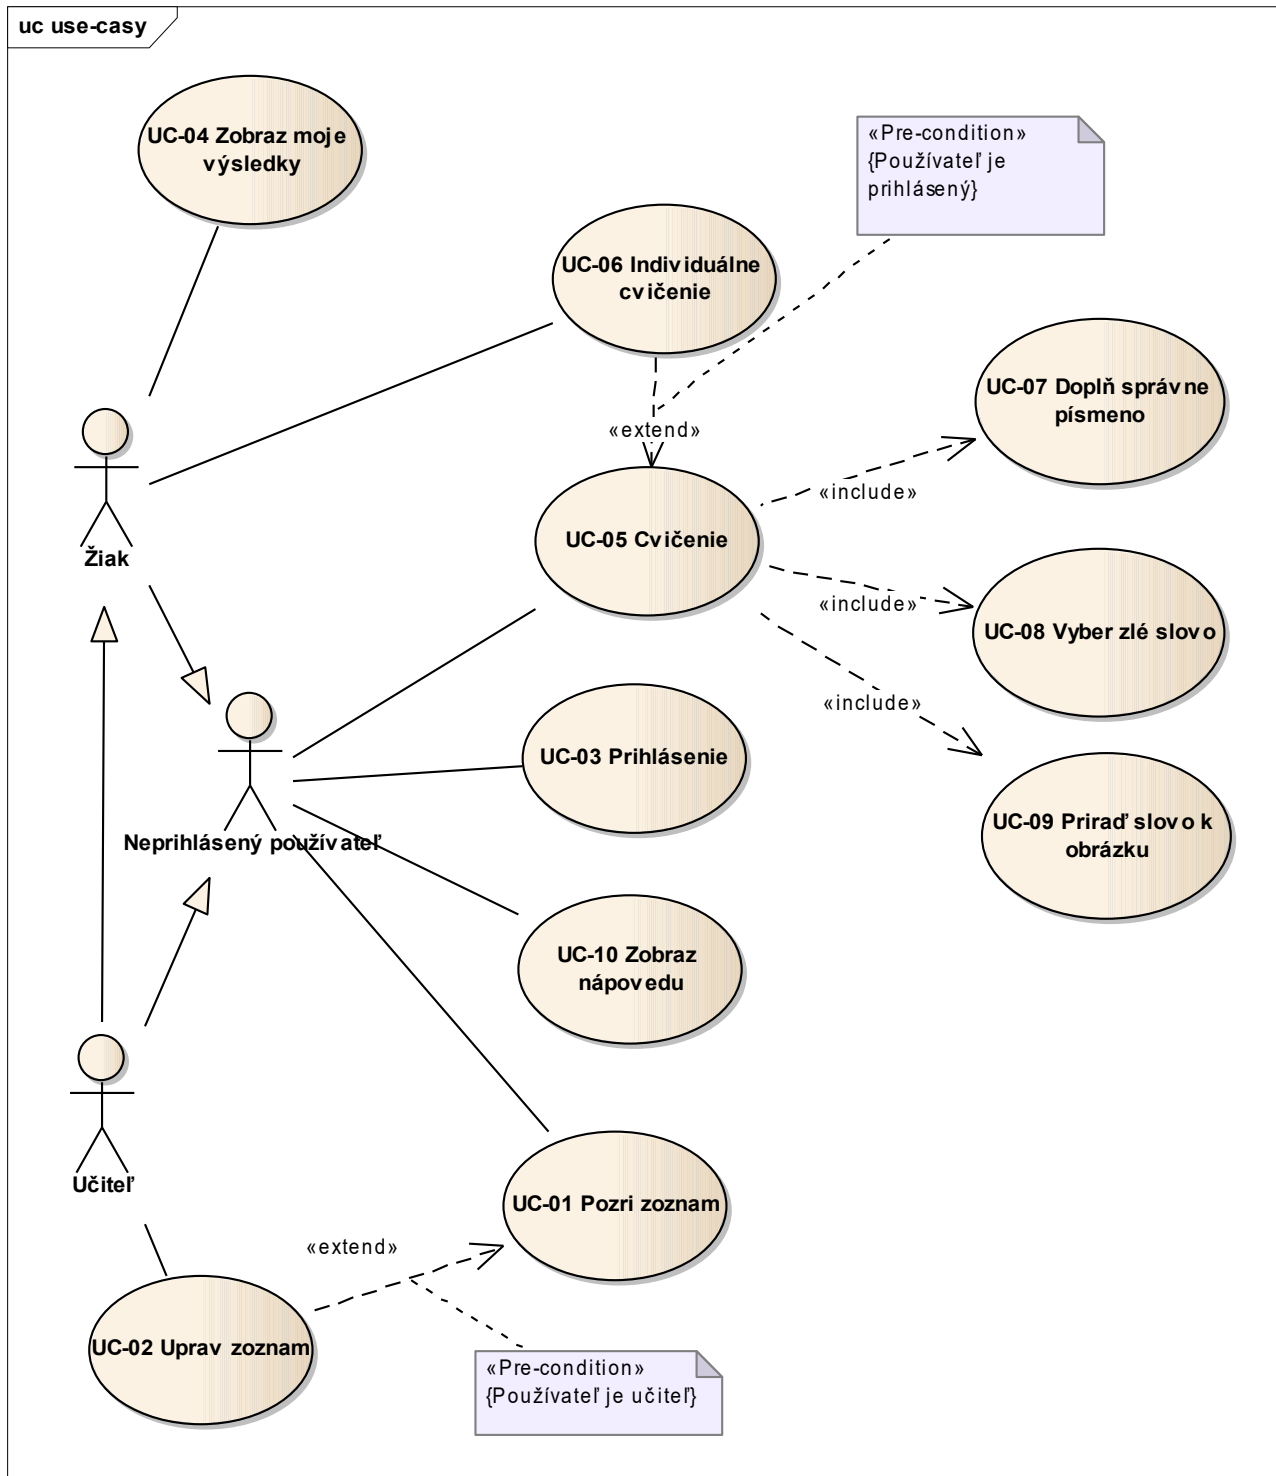 uc use-casy
UC-04 Zobraz moje
výsledky
«Pre-condition»
{Používateľ je
prihlásený}
UC-06 Individuálne
cvičenie
UC-07 Doplň správne
písmeno
«extend»
«include»
UC-05 Cvičenie
Žiak
«include»
UC-08 Vyber zlé slovo
«include»
UC-03 Prihlásenie
UC-09 Priraď slovo k
obrázku
Neprihlásený používateľ
UC-10 Zobraz
nápovedu
Učiteľ
UC-01 Pozri zoznam
«extend»
UC-02 Uprav zoznam
«Pre-condition»
{Používateľ je učiteľ}